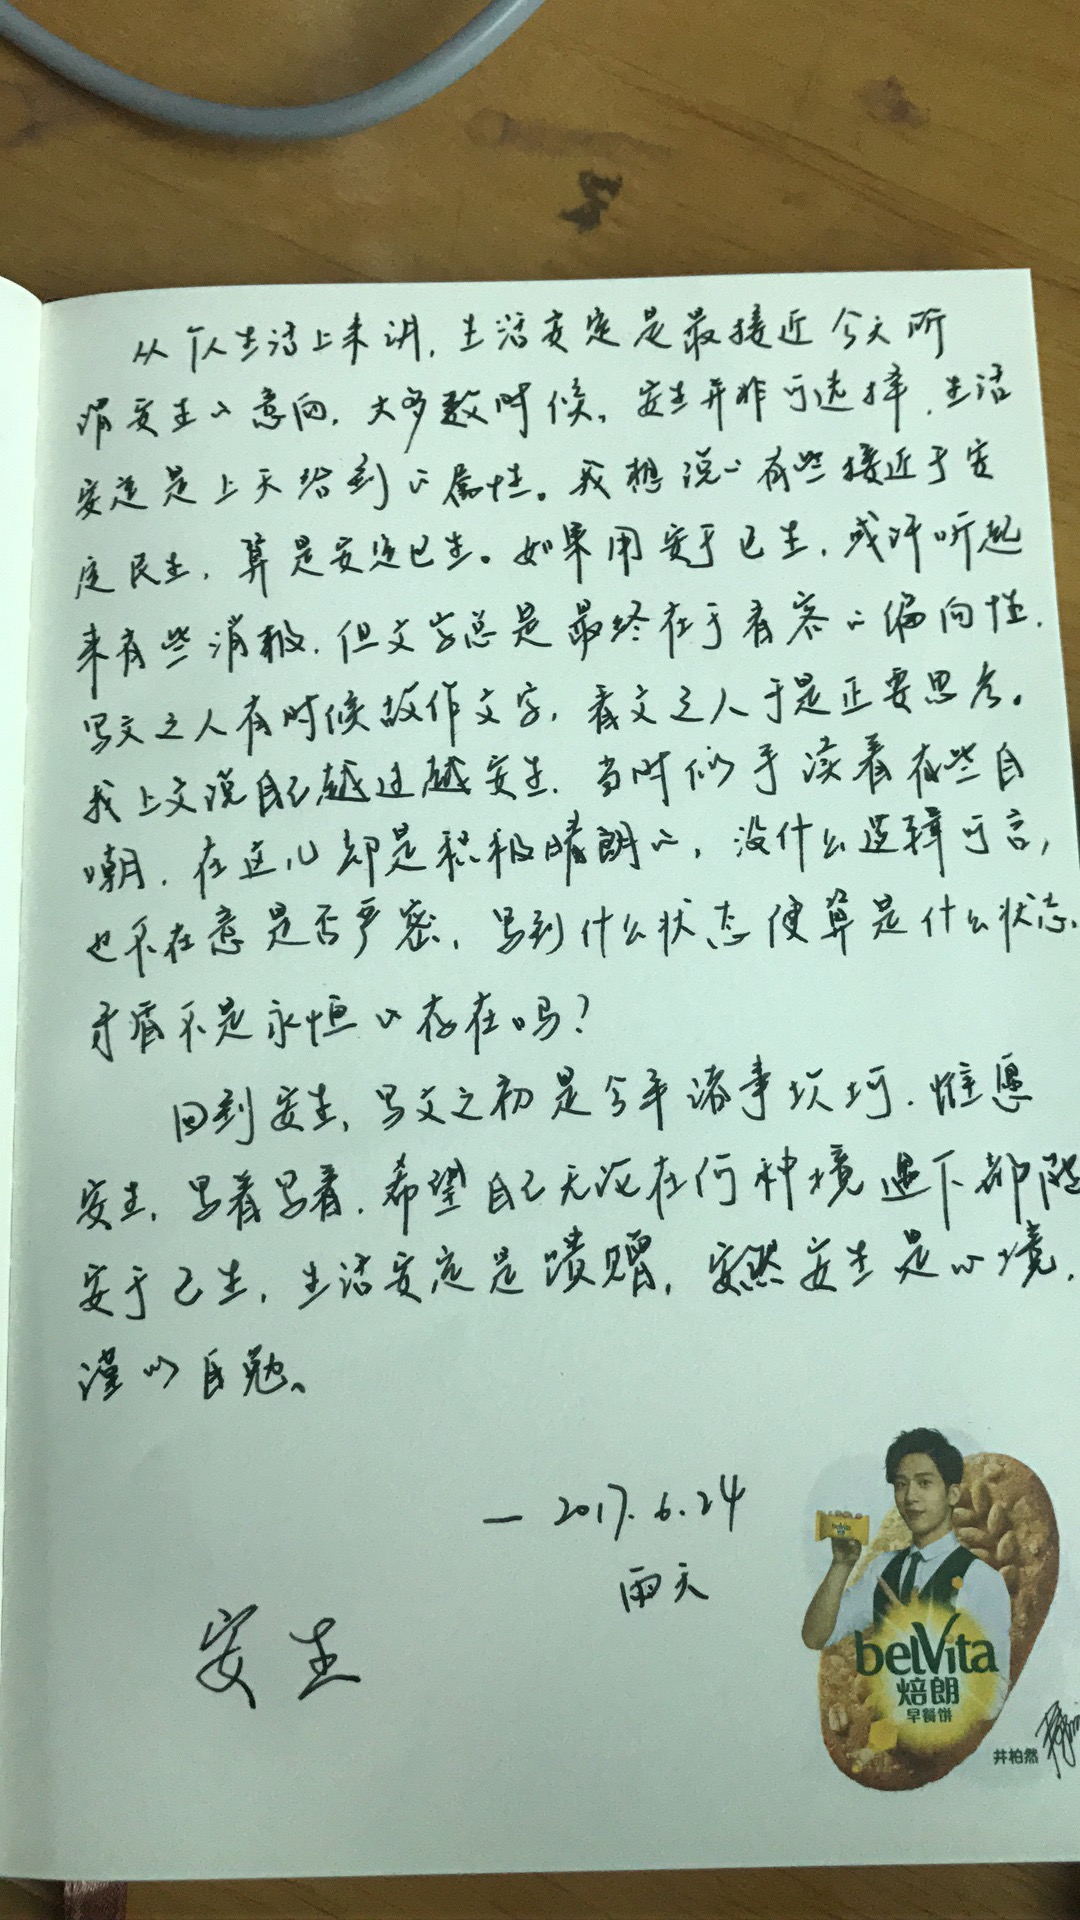 从个人生活上来讲,生活安定是最接近今天所
谓安生的意向,大多数时候,安生并非可选择,生活
安定是上天给到的属性。我想说的有些接近于安
定民生,算是安定已生。如果用安于已生,或许听起
来有些消极,但文字总是最终在于看客的偏向性,
写文之人有时候故作文字,看文之人于是正要思考。
我上文说自己越过越安生,当时似乎读着有些自
嘲,在这儿却是积极晴朗的,没什么逻辑可言,
也不在意是否严密,写到什么状态便算是什么状态,
矛盾不是永恒的存在吗?
回到安生,写文之初是今年诸事坎坷,惟愿
安生,写着写着,希望自己无论在何种境遇下都能
安于已生,生活安定是馈赠,安然安生是心境,
谨以自勉。
— 2017.6.24
雨天
安生
belVita
焙朗
早餐饼
井柏然